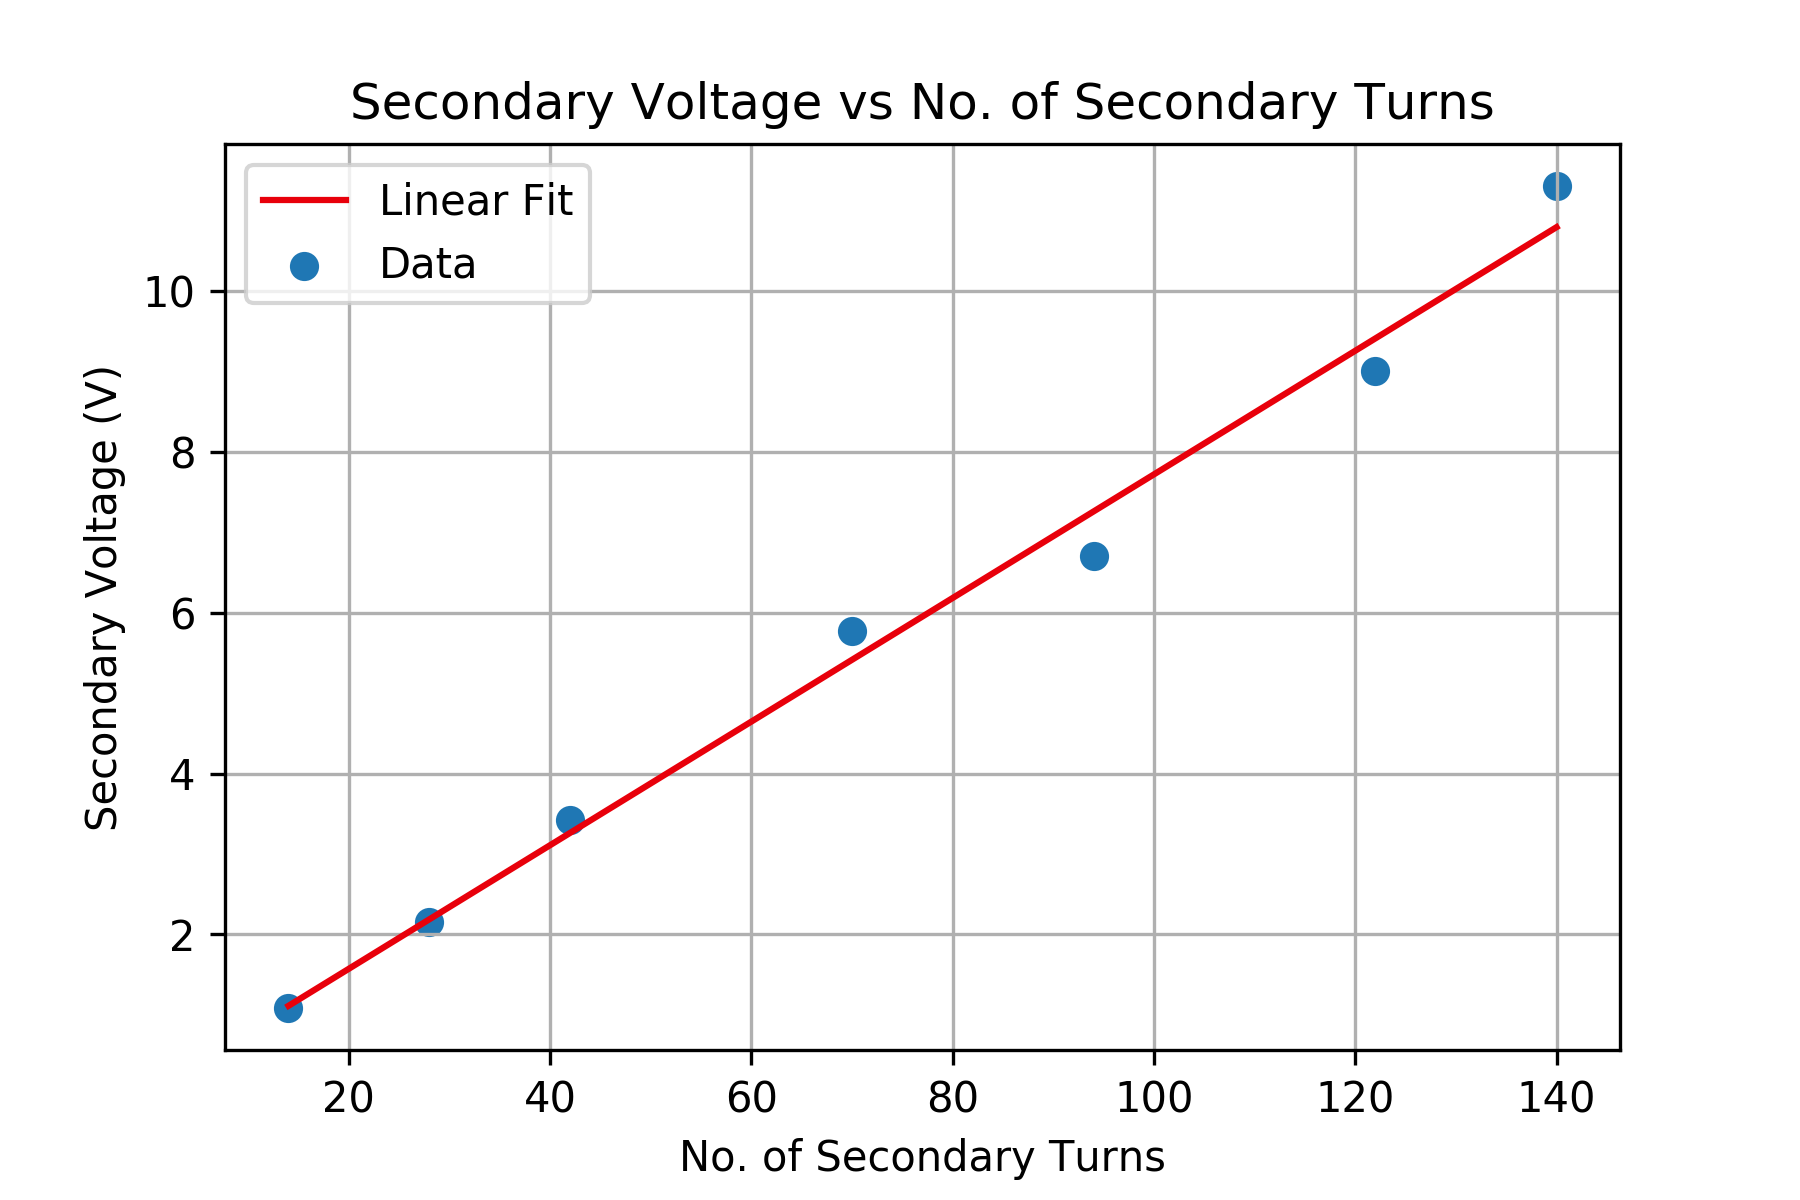 Secondary Voltage vs No. of Secondary Turns
Linear Fit
Data
10
8
6
4
2
Secondary Voltage (V)
20 40 60 80 100 120 140
No. of Secondary Turns